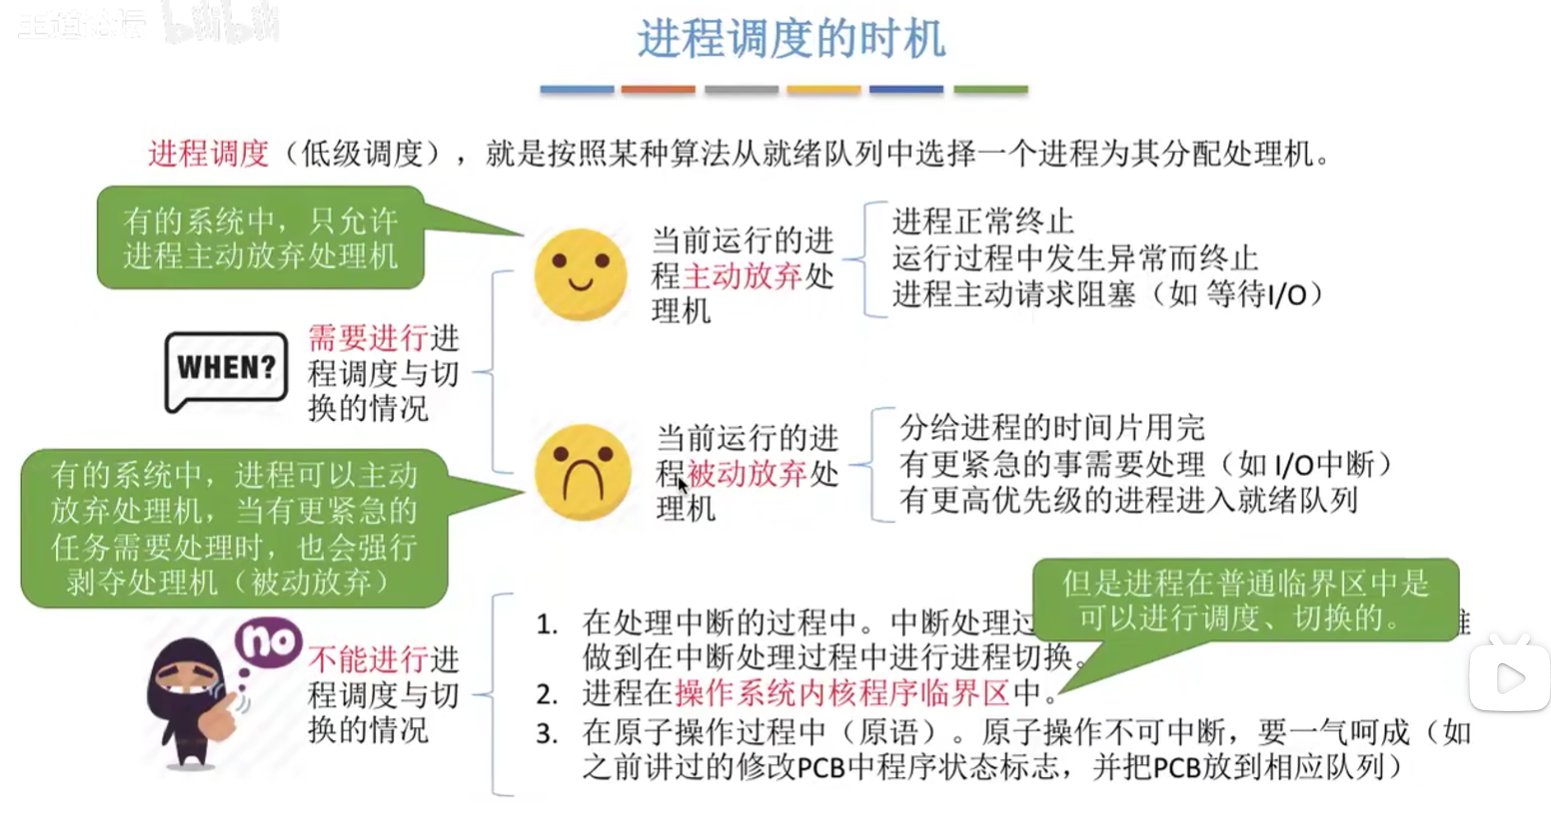 王道论坛 bilibili
进程调度的时机
进程调度（低级调度），就是按照某种算法从就绪队列中选择一个进程为其分配处理机。
有的系统中，只允许
进程主动放弃处理机
WHEN?
需要进行进
程调度与切
换的情况
当前运行的进
程主动放弃处
理机
进程正常终止
运行过程中发生异常而终止
进程主动请求阻塞（如 等待I/O）
有的系统中，进程可以主动
放弃处理机，当有更紧急的
任务需要处理时，也会强行
剥夺处理机（被动放弃）
当前运行的进
程被动放弃处
理机
分给进程的时间片用完
有更紧急的事需要处理（如 I/O中断）
有更高优先级的进程进入就绪队列
no
不能进行进
程调度与切
换的情况
但是进程在普通临界区中是
可以进行调度、切换的。
1. 在处理中断的过程中。中断处理过
做到在中断处理过程中进行进程切换。
2. 进程在操作系统内核程序临界区中。
3. 在原子操作过程中（原语）。原子操作不可中断，要一气呵成（如
之前讲过的修改PCB中程序状态标志，并把PCB放到相应队列）